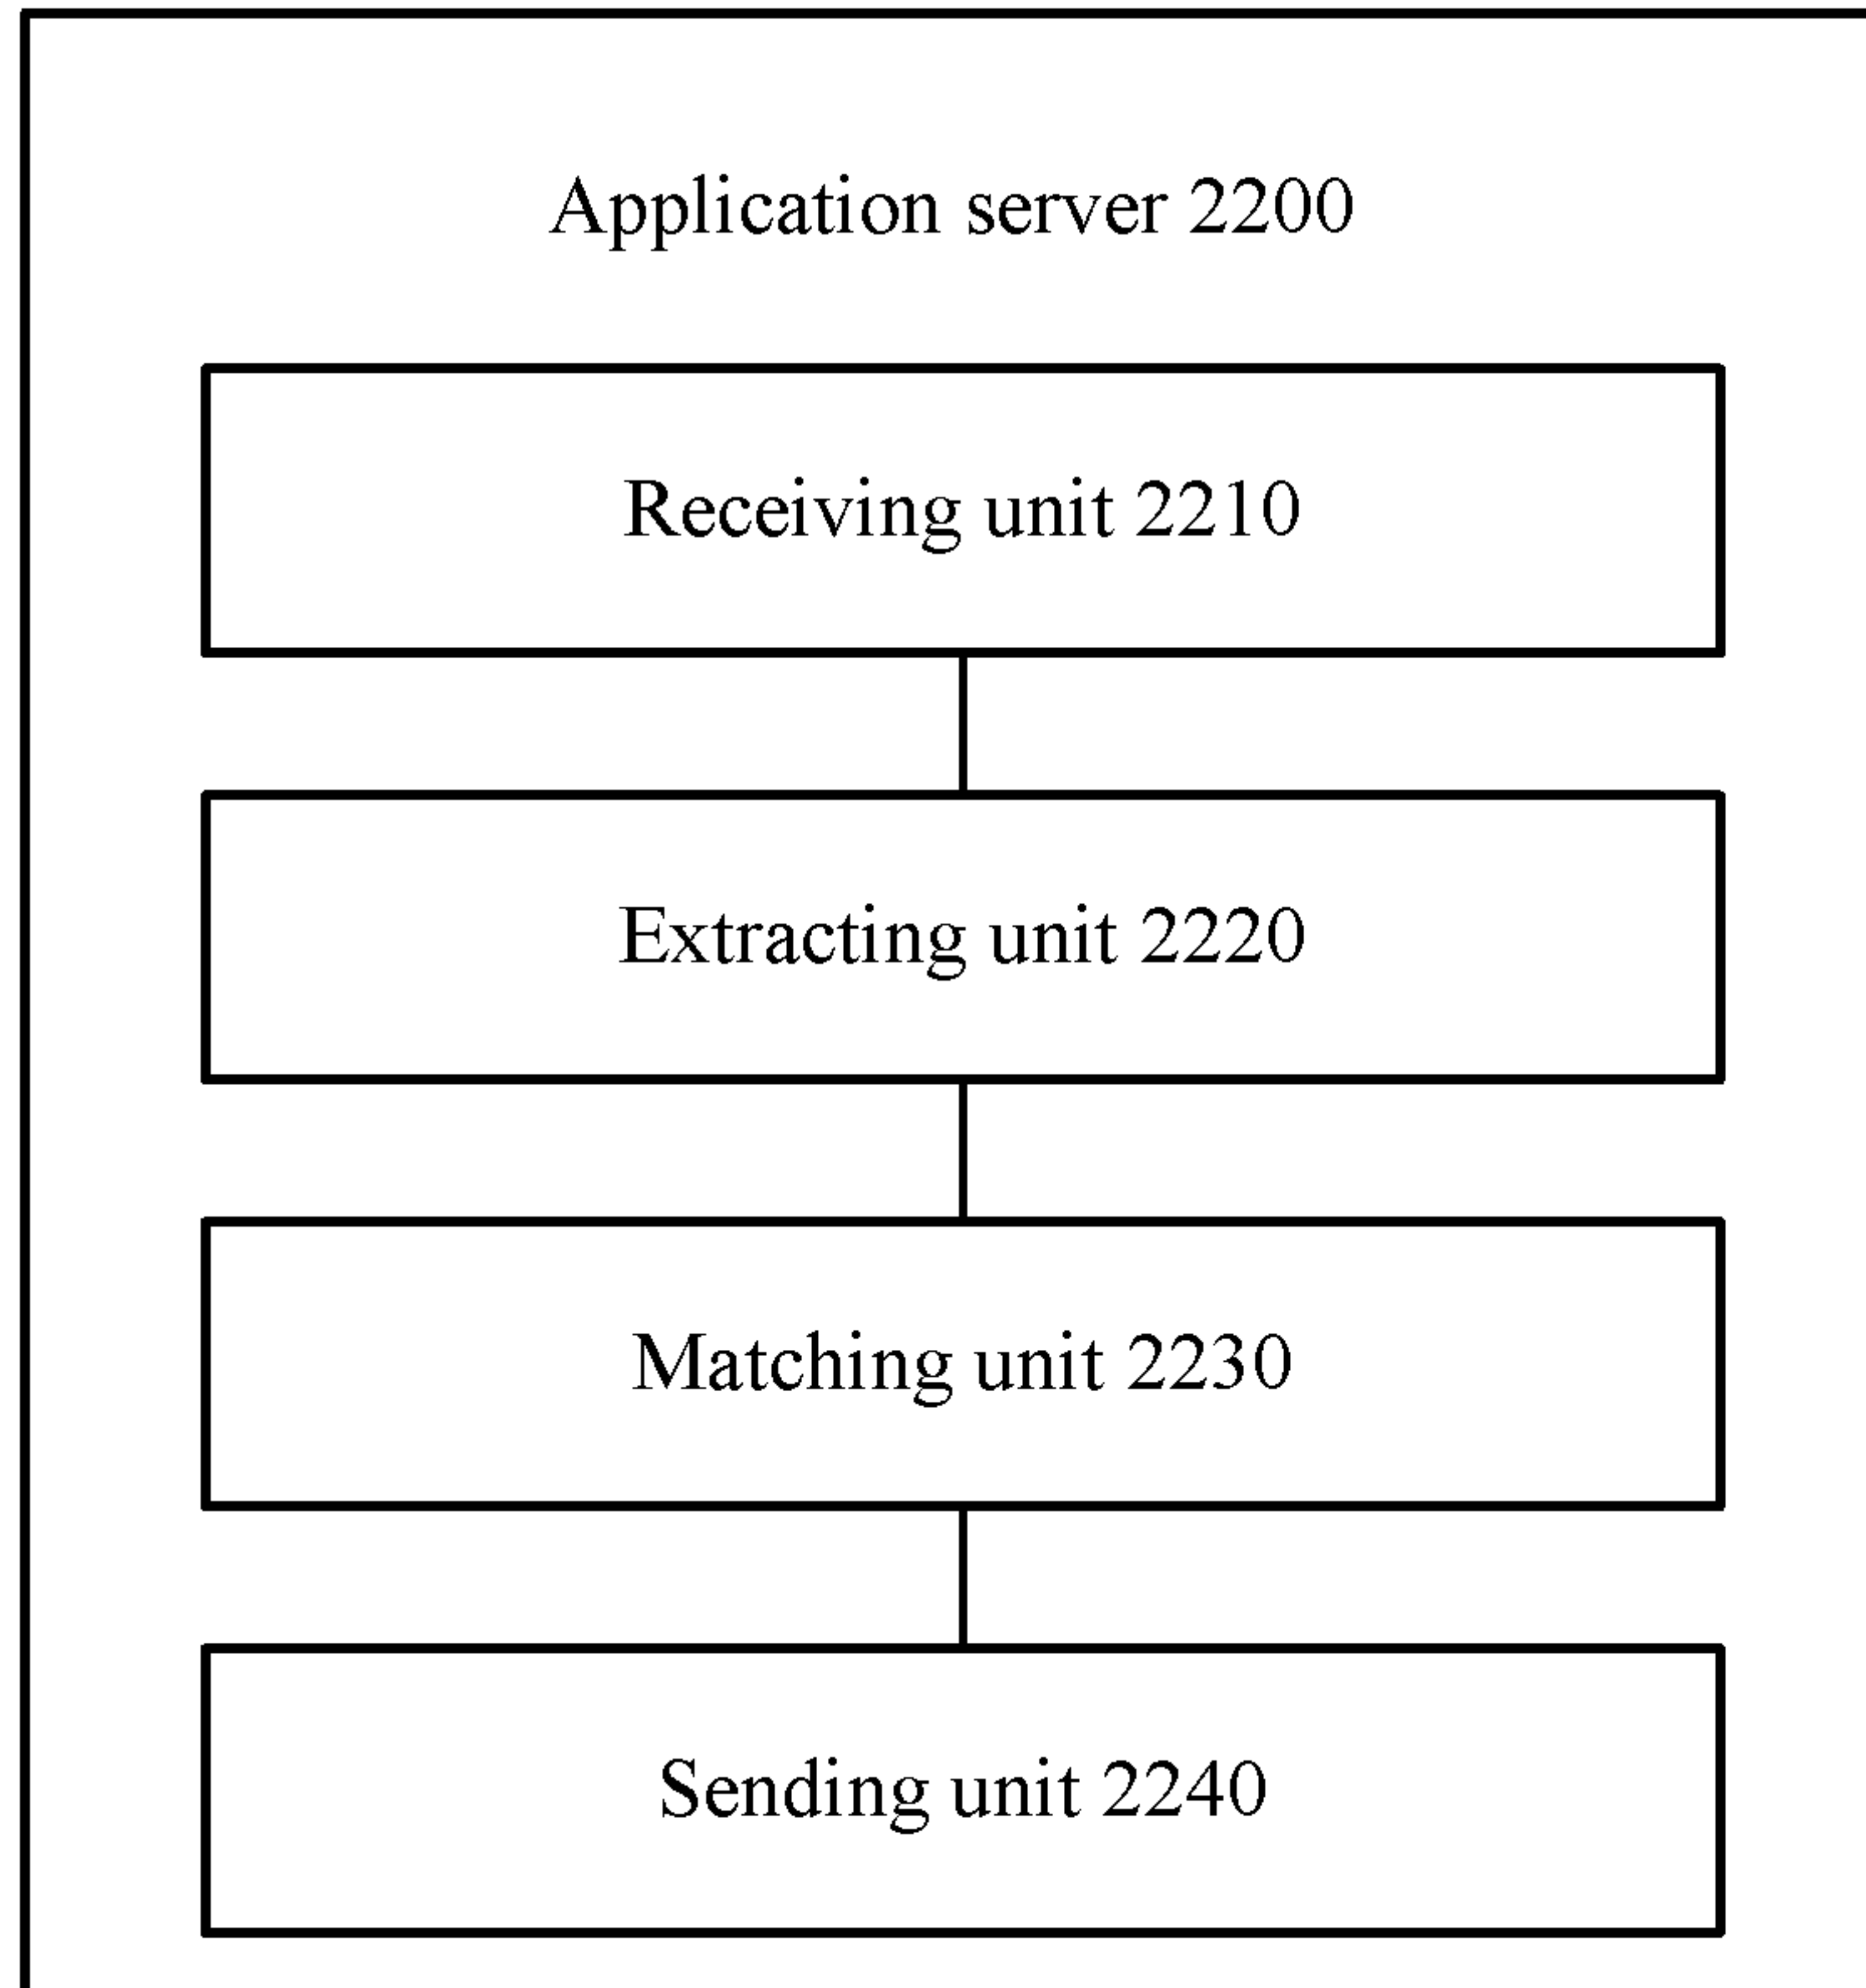 Application server 2200
Receiving unit 2210
Extracting unit 2220
Matching unit 2230
Sending unit 2240